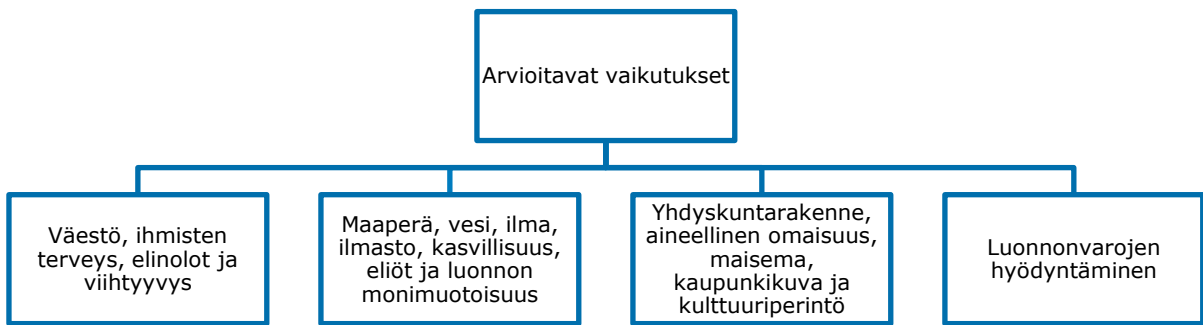 Arvioitavat vaikutukset
Väestö, ihmisten
terveys, elinolot ja
viihtyyvys
Maaperä, vesi, ilma,
ilmasto, kasvillisuus,
eliöt ja luonnon
monimuotoisuus
Yhdyskuntarakenne,
aineellinen omaisuus,
maisema,
kaupunkikuva ja
kulttuuriperintö
Luonnonvarojen
hyödyntäminen